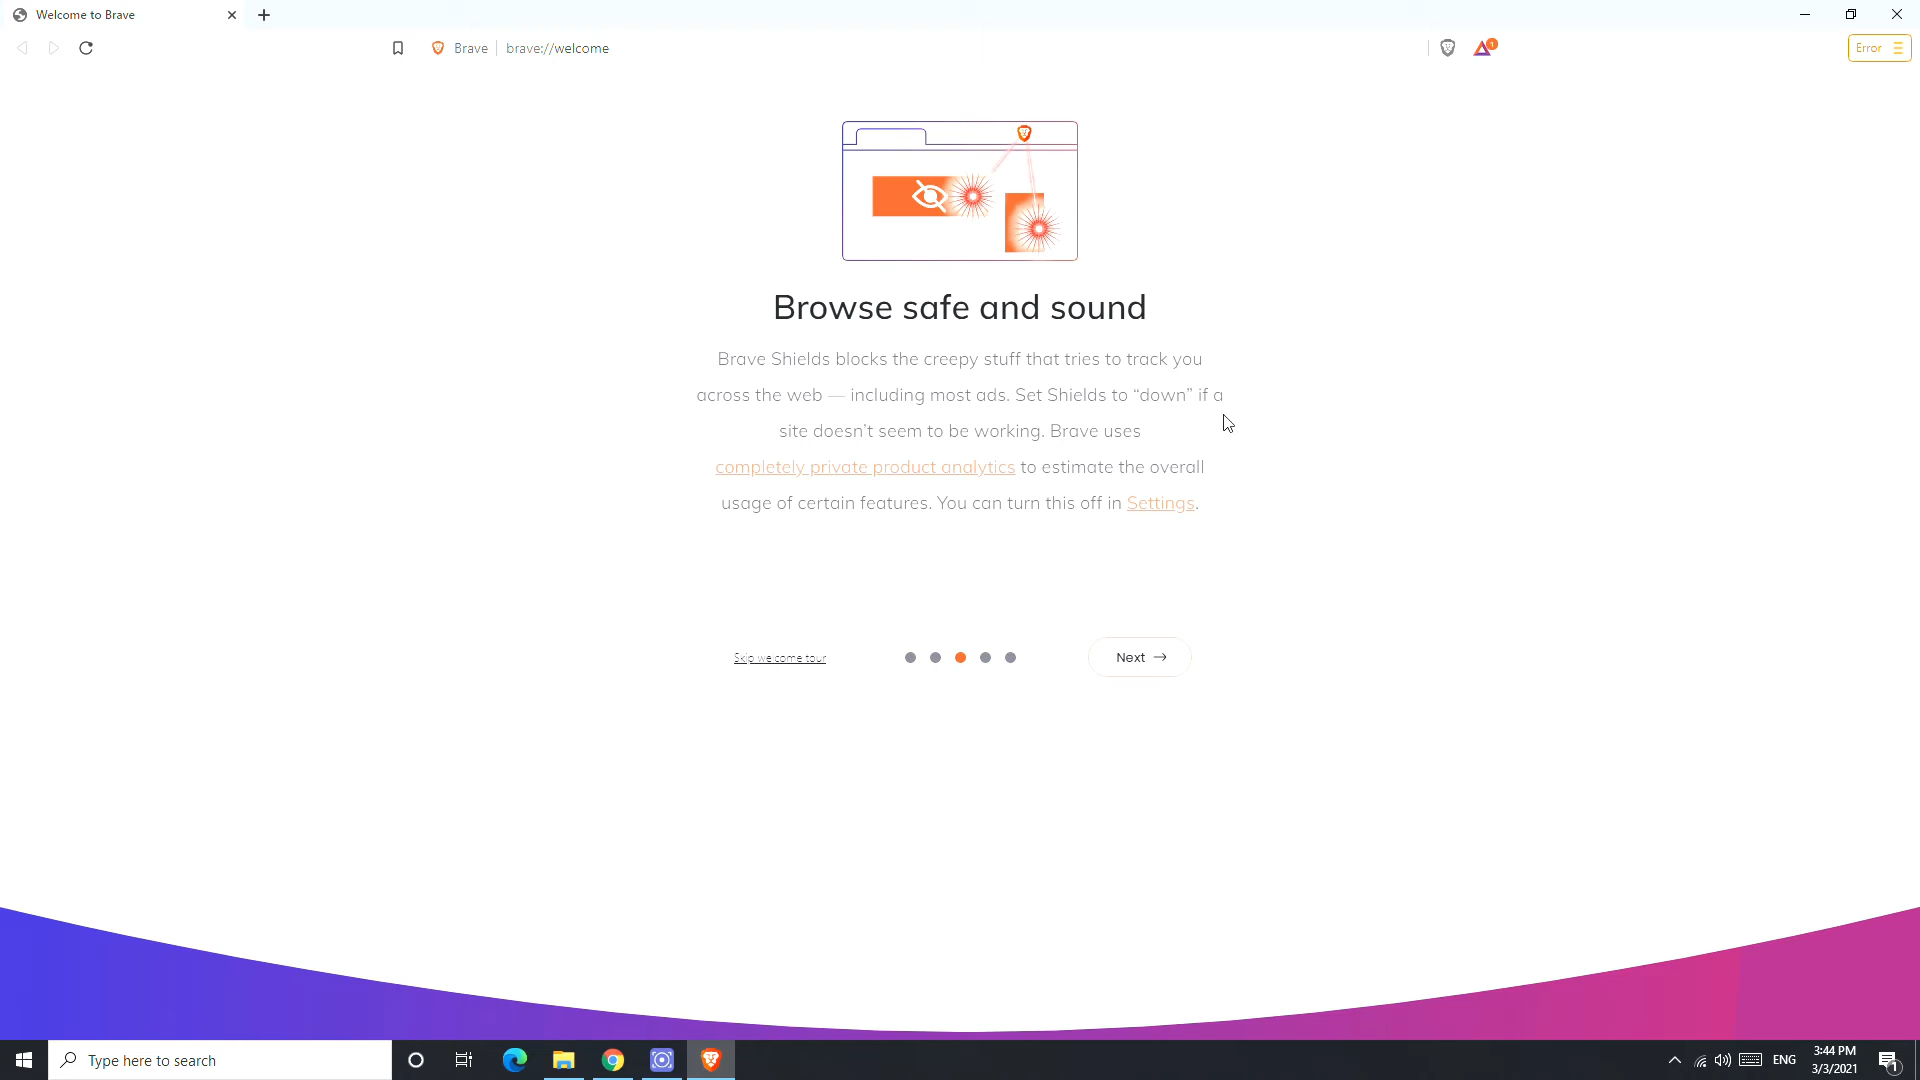 Welcome to Brave
Brave brave://welcome 1 Error
Browse safe and sound
Brave Shields blocks the creepy stuff that tries to track you
across the web — including most ads. Set Shields to “down” if a
site doesn’t seem to be working. Brave uses
completely private product analytics to estimate the overall
usage of certain features. You can turn this off in Settings.
Skip welcome tour Next →
Type here to search ENG 3:44 PM
3/3/2021 1